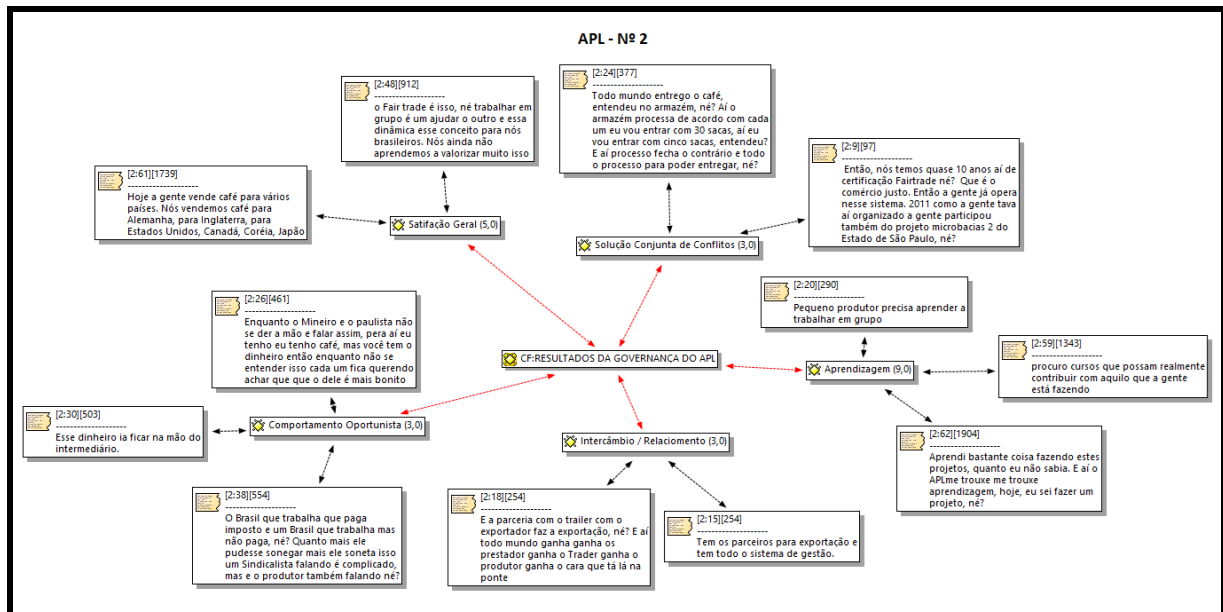 APL - Nº 2
[2:48][912]
--------------------
o Fair trade é isso, né trabalhar em
grupo é um ajudar o outro e essa
dinâmica esse conceito para nós
brasileiros. Nós ainda não
aprendemos a valorizar muito isso
[2:24][377]
--------------------
Todo mundo entrego o café,
entendeu no armazém, né? Aí o
armazém processa de acordo com cada
um eu vou entrar com 30 sacas, aí eu
vou entrar com cinco sacas, entendeu?
E aí processo fecha o contrário e todo
o processo para poder entregar, né?
[2:9][97]
--------------------
Então, nós temos quase 10 anos aí de
certificação Fairtrade né? Que é o
comércio justo. Então a gente já opera
nesse sistema. 2011 como a gente tava
aí organizado a gente participou
também do projeto microbacias 2 do
Estado de São Paulo, né?
[2:61][1739]
--------------------
Hoje a gente vende café para vários
países. Nós vendemos café para
Alemanha, para Inglaterra, para
Estados Unidos, Canadá, Coréia, Japão
Satifação Geral (5,0)
Solução Conjunta de Conflitos (3,0)
[2:20][290]
--------------------
Pequeno produtor precisa aprender a
trabalhar em grupo
[2:26][461]
--------------------
Enquanto o Mineiro e o paulista não
se der a mão e falar assim, pera aí eu
tenho eu tenho café, mas você tem o
dinheiro então enquanto não se
entender isso cada um fica querendo
achar que que o dele é mais bonito
CF:RESULTADOS DA GOVERNANÇA DO APL
Aprendizagem (9,0)
[2:59][1343]
--------------------
procuro cursos que possam realmente
contribuir com aquilo que a gente
está fazendo
[2:30][503]
--------------------
Esse dinheiro ia ficar na mão do
intermediário.
Comportamento Oportunista (3,0)
Intercâmbio / Relaciomento (3,0)
[2:62][1904]
--------------------
Aprendi bastante coisa fazendo estes
projetos, quanto eu não sabia. E aí o
APLme trouxe me trouxe
aprendizagem, hoje, eu sei fazer um
projeto, né?
[2:38][554]
--------------------
O Brasil que trabalha que paga
imposto e um Brasil que trabalha mas
não paga, né? Quanto mais ele
pudesse sonegar mais ele soneta isso
um Sindicalista falando é complicado,
mas e o produtor também falando né?
[2:18][254]
--------------------
E a parceria com o trailer com o
exportador faz a exportação, né? E aí
todo mundo ganha ganha os
prestador ganha o Trader ganha o
produtor ganha o cara que tá lá na
ponte
[2:15][254]
--------------------
Tem os parceiros para exportação e
tem todo o sistema de gestão.